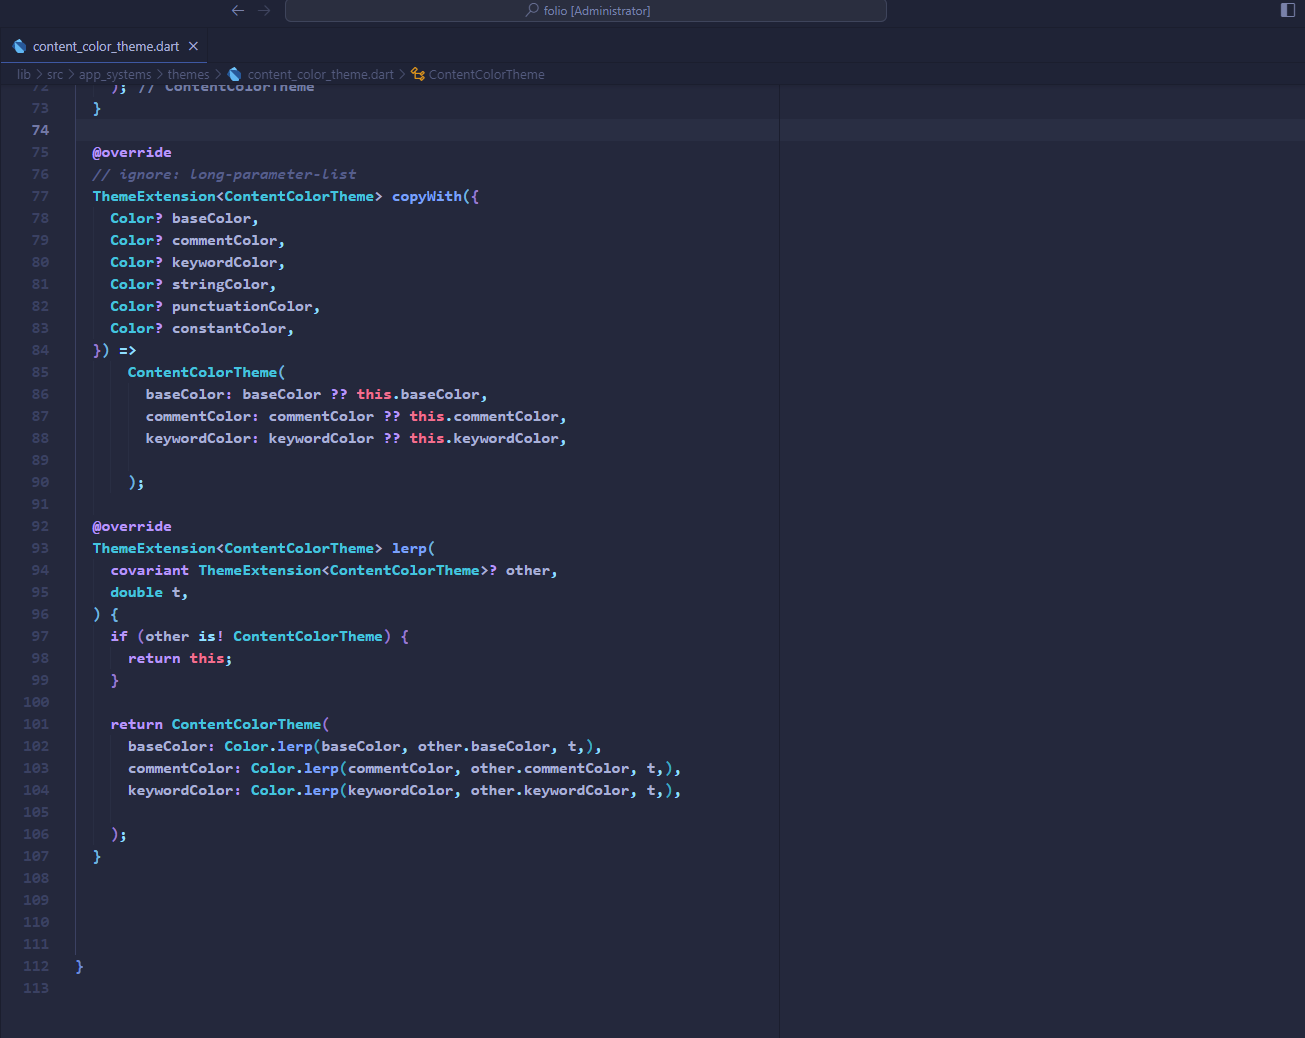 folio [Administrator]
content_color_theme.dart
lib > src > app_systems > themes > content_color_theme.dart > ContentColorTheme
72 ); // ContentColorTheme
73 }
74
75 @override
76 // ignore: long-parameter-list
77 ThemeExtension<ContentColorTheme> copyWith({
78 Color? baseColor,
79 Color? commentColor,
80 Color? keywordColor,
81 Color? stringColor,
82 Color? punctuationColor,
83 Color? constantColor,
84 }) =>
85 ContentColorTheme(
86 baseColor: baseColor ?? this.baseColor,
87 commentColor: commentColor ?? this.commentColor,
88 keywordColor: keywordColor ?? this.keywordColor,
89
90 );
91
92 @override
93 ThemeExtension<ContentColorTheme> lerp(
94 covariant ThemeExtension<ContentColorTheme>? other,
95 double t,
96 ) {
97 if (other is! ContentColorTheme) {
98 return this;
99 }
100
101 return ContentColorTheme(
102 baseColor: Color.lerp(baseColor, other.baseColor, t,),
103 commentColor: Color.lerp(commentColor, other.commentColor, t,),
104 keywordColor: Color.lerp(keywordColor, other.keywordColor, t,),
105
106 );
107 }
108
109
110
111
112 }
113